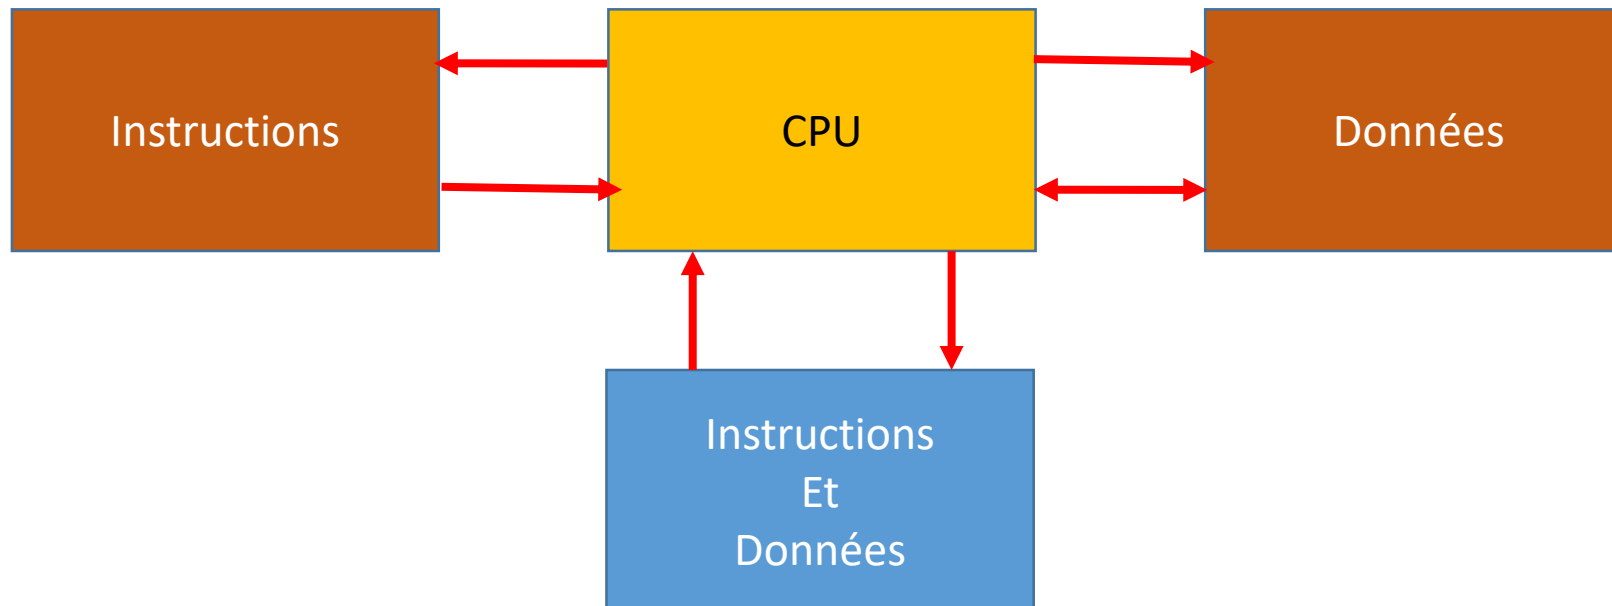 Instructions
CPU
Données
Instructions
Et
Données